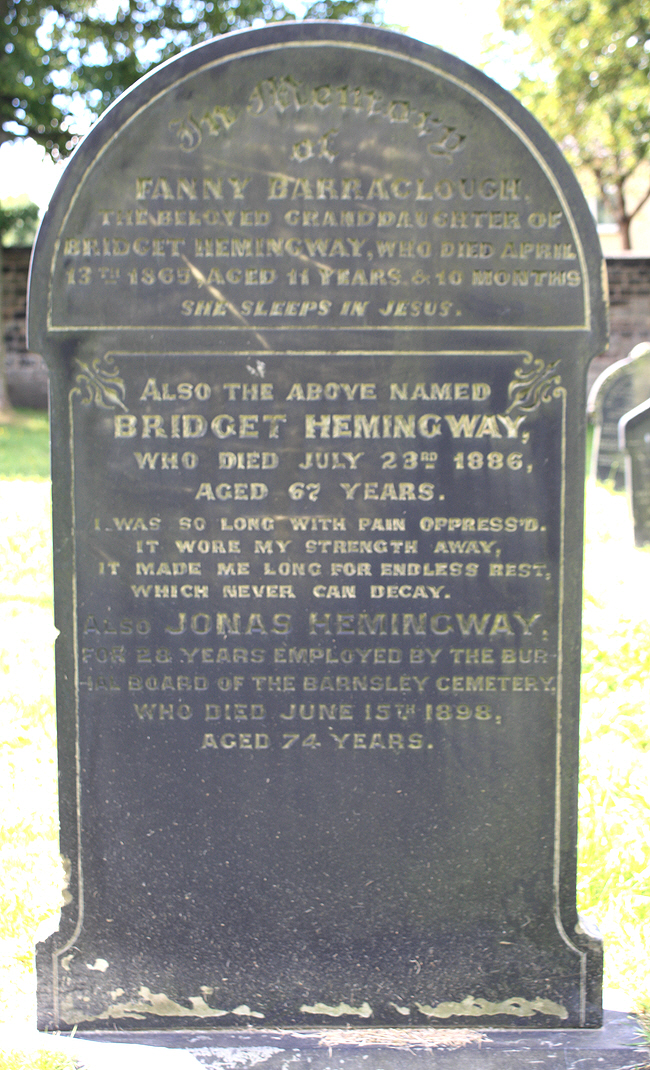 In Memory
of
FANNY BARRACLOUGH,
THE BELOVED GRANDDAUGHTER OF
BRIDGET HEMINGWAY, WHO DIED APRIL
13TH 1865, AGED 11 YEARS & 10 MONTHS
SHE SLEEPS IN JESUS.
ALSO THE ABOVE NAMED
BRIDGET HEMINGWAY,
WHO DIED JULY 23RD 1886,
AGED 67 YEARS.
I WAS SO LONG WITH PAIN OPPRESS'D.
IT WORE MY STRENGTH AWAY,
IT MADE ME LONG FOR ENDLESS REST,
WHICH NEVER CAN DECAY.
ALSO JONAS HEMINGWAY,
FOR 28 YEARS EMPLOYED BY THE BUR-
-IAL BOARD OF THE BARNSLEY CEMETERY,
WHO DIED JUNE 15TH 1898,
AGED 74 YEARS.